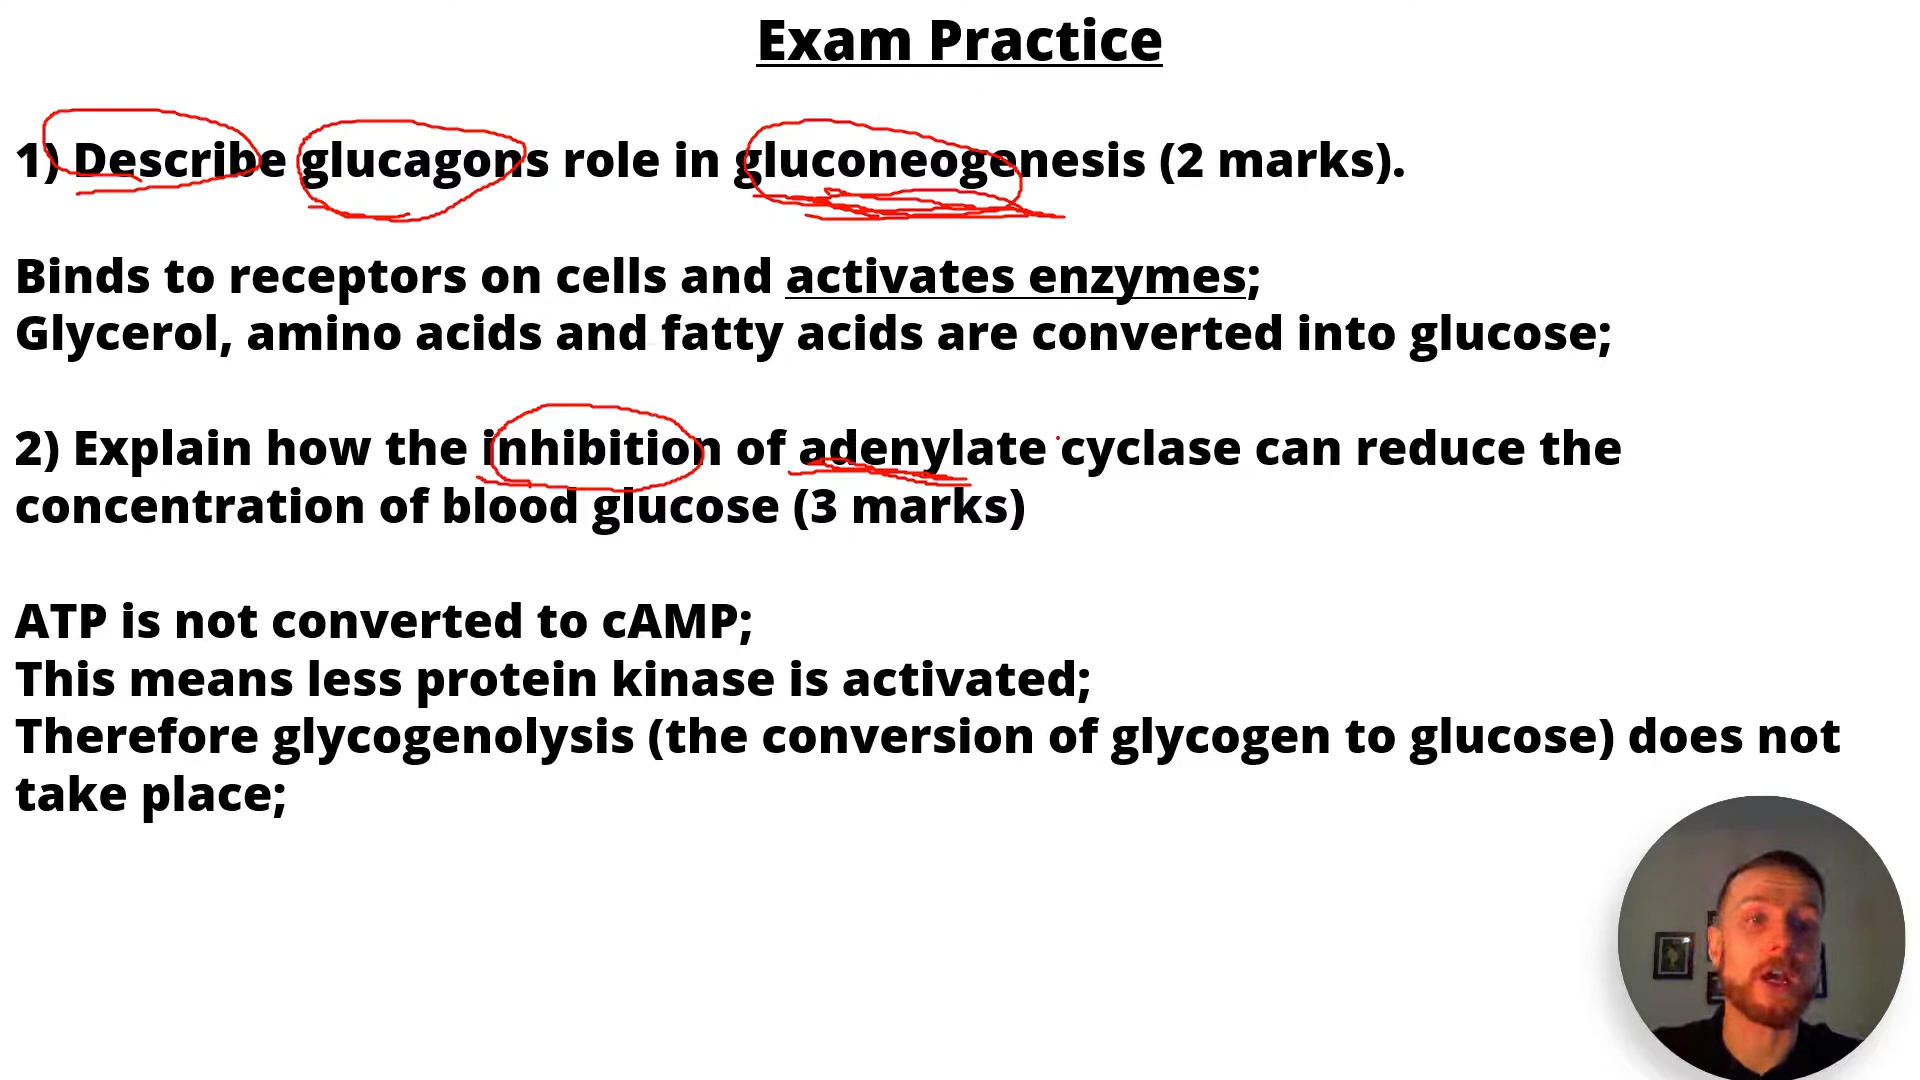 Exam Practice
1) Describe glucagons role in gluconeogenesis (2 marks).
Binds to receptors on cells and activates enzymes;
Glycerol, amino acids and fatty acids are converted into glucose;
2) Explain how the inhibition of adenylate cyclase can reduce the
concentration of blood glucose (3 marks)
ATP is not converted to cAMP;
This means less protein kinase is activated;
Therefore glycogenolysis (the conversion of glycogen to glucose) does not
take place;